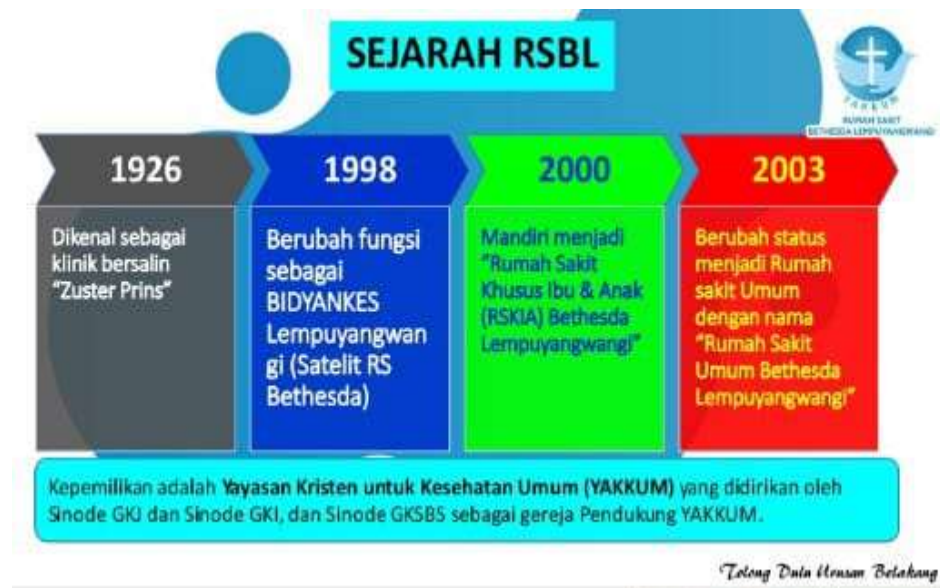 SEJARAH RSBL
YAKKUM
RUMAH SAKIT
BETHESDA LEMPUYANGWANGI
1926
Dikenal sebagai
klinik bersalin
“Zuster Prins”
1998
Berubah fungsi
sebagai
BIDYANKES
Lempuyangwan
gi (Satelit RS
Bethesda)
2000
Mandiri menjadi
“Rumah Sakit
Khusus Ibu & Anak
(RSKIA) Bethesda
Lempuyangwangi”
2003
Berubah status
menjadi Rumah
sakit Umum
dengan nama
“Rumah Sakit
Umum Bethesda
Lempuyangwangi”
Kepemilikan adalah Yayasan Kristen untuk Kesehatan Umum (YAKKUM) yang didirikan oleh
Sinode GKJ dan Sinode GKI, dan Sinode GKSBS sebagai gereja Pendukung YAKKUM.
Tolong Dulu Urusan Belakang